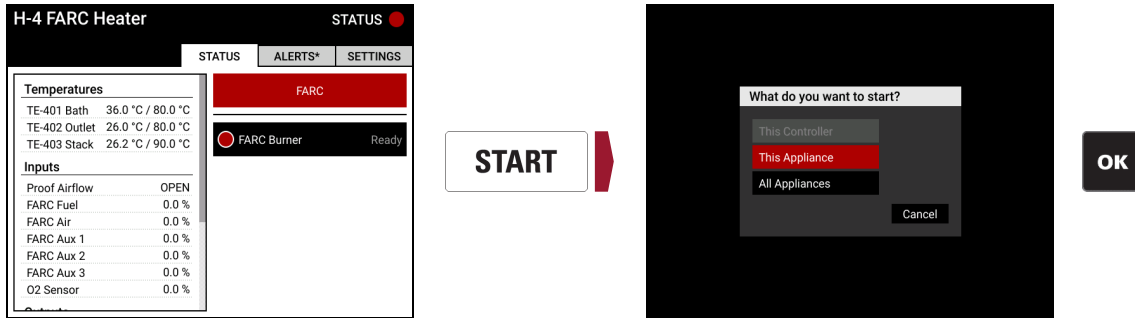 H-4 FARC Heater STATUS
STATUS ALERTS* SETTINGS
Temperatures
TE-401 Bath 36.0 °C / 80.0 °C
TE-402 Outlet 26.0 °C / 80.0 °C
TE-403 Stack 26.2 °C / 90.0 °C
Inputs
Proof Airflow OPEN
FARC Fuel 0.0 %
FARC Air 0.0 %
FARC Aux 1 0.0 %
FARC Aux 2 0.0 %
FARC Aux 3 0.0 %
O2 Sensor 0.0 %
FARC
FARC Burner Ready
START
What do you want to start?
This Controller
This Appliance
All Appliances
Cancel
OK